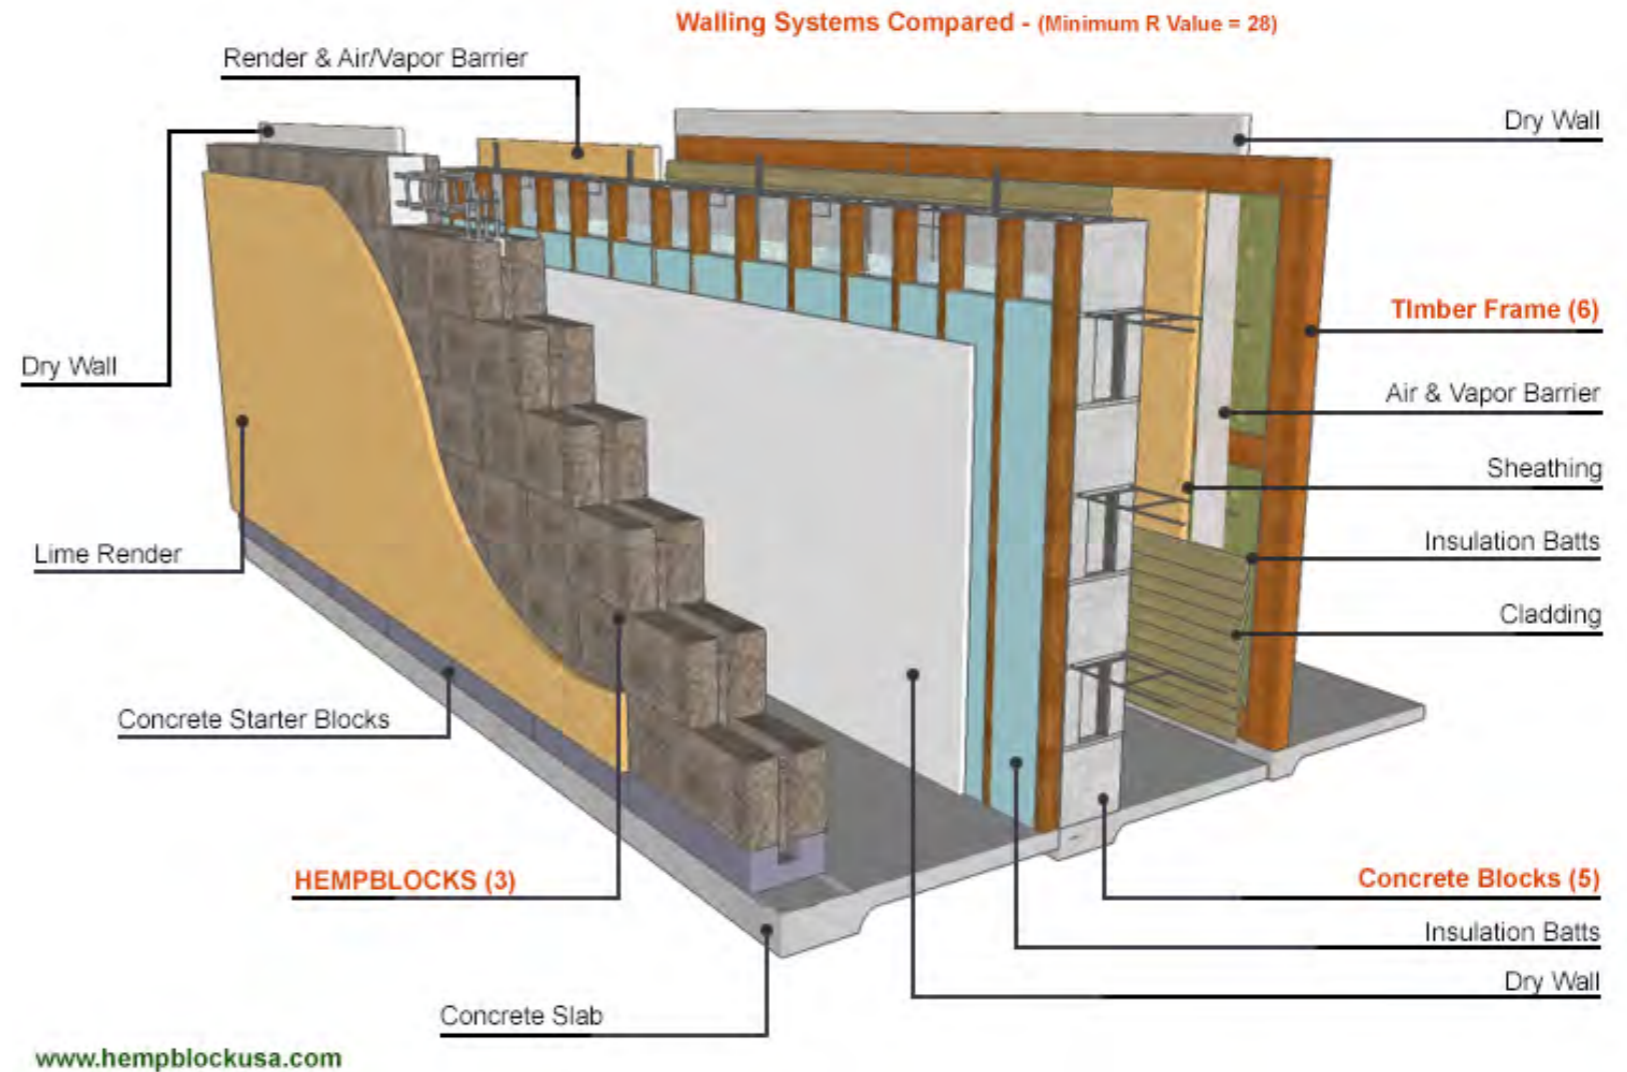 Walling Systems Compared - (Minimum R Value = 28)
Render & Air/Vapor Barrier
Dry Wall
Dry Wall
TImber Frame (6)
Air & Vapor Barrier
Sheathing
Insulation Batts
Cladding
Lime Render
Concrete Starter Blocks
HEMPBLOCKS (3)
Concrete Blocks (5)
Insulation Batts
Dry Wall
Concrete Slab
www.hempblockusa.com